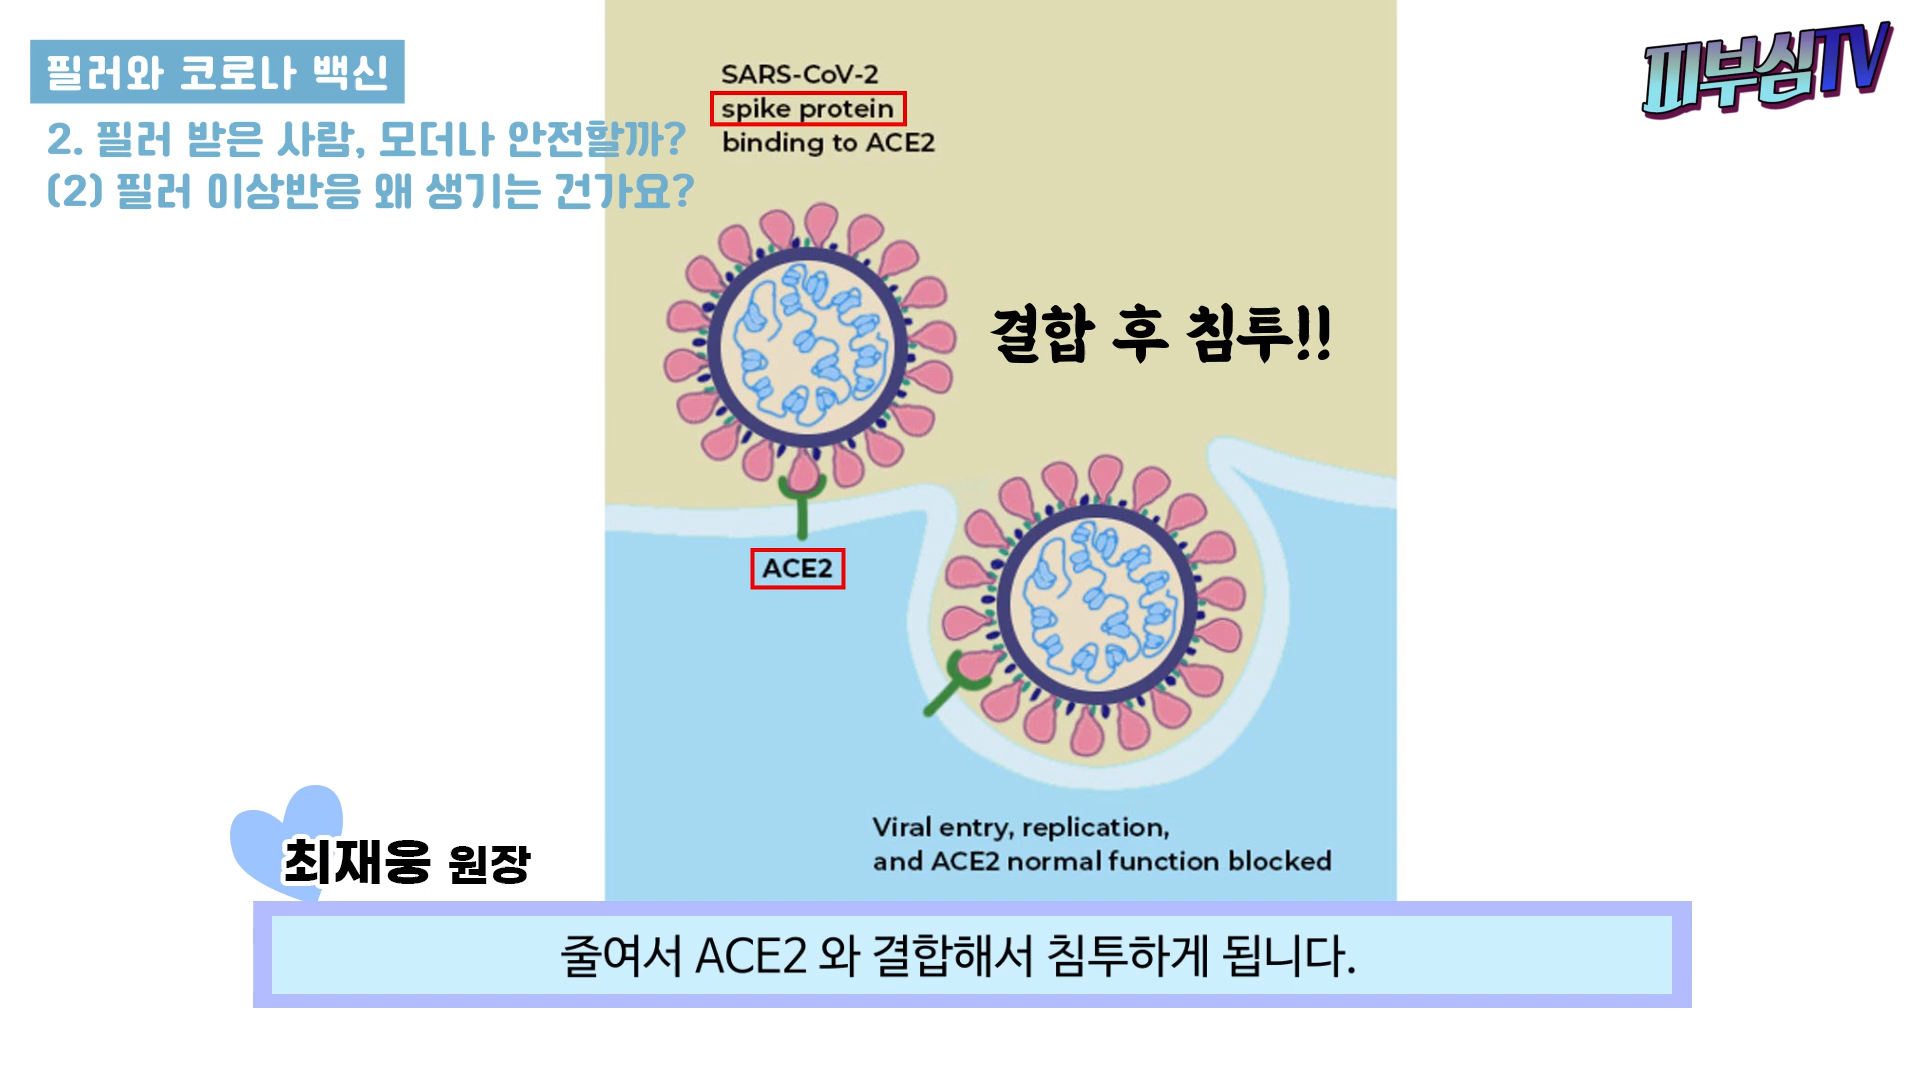 필러와 코로나 백신
2. 필러 받은 사람, 모더나 안전할까?
(2) 필러 이상반응 왜 생기는 건가요?
피부심TV
SARS-CoV-2
spike protein
binding to ACE2
결합 후 침투!!
ACE2
Viral entry, replication,
and ACE2 normal function blocked
최재웅 원장
줄여서 ACE2 와 결합해서 침투하게 됩니다.